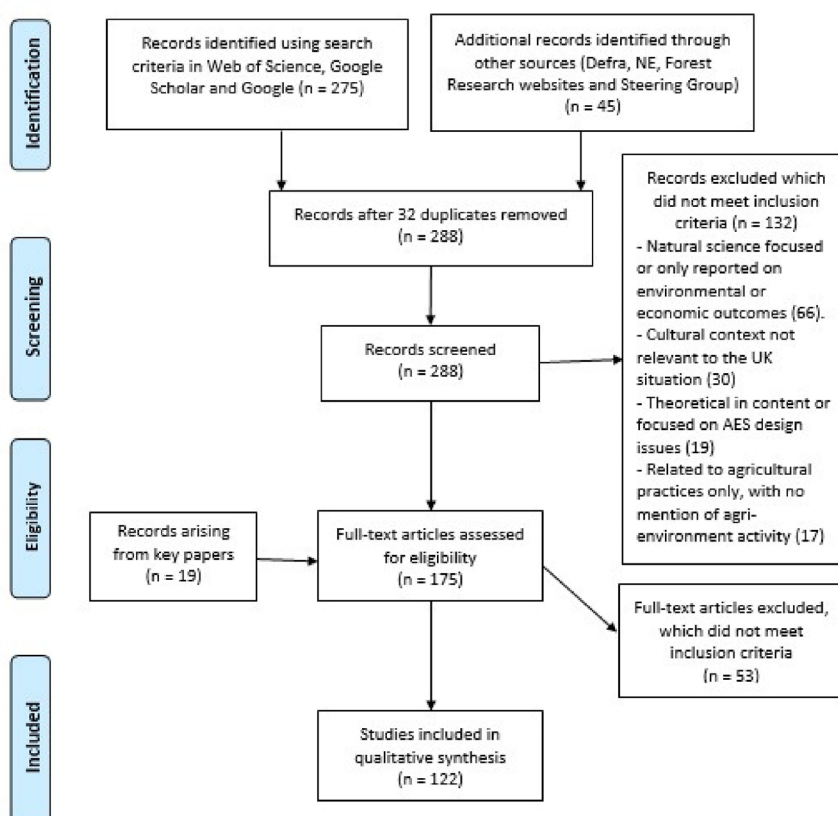 Identification
Records identified using search
criteria in Web of Science, Google
Scholar and Google (n = 275)
Additional records identified through
other sources (Defra, NE, Forest
Research websites and Steering Group)
(n = 45)
Records after 32 duplicates removed
(n = 288)
Screening
Records screened
(n = 288)
Records excluded which
did not meet inclusion
criteria (n = 132)
- Natural science focused
or only reported on
environmental or
economic outcomes (66).
- Cultural context not
relevant to the UK
situation (30)
- Theoretical in content or
focused on AES design
issues (19)
- Related to agricultural
practices only, with no
mention of agri-
environment activity (17)
Eligibility
Records arising
from key papers
(n = 19)
Full-text articles assessed
for eligibility
(n = 175)
Full-text articles excluded,
which did not meet
inclusion criteria
(n = 53)
Included
Studies included in
qualitative synthesis
(n = 122)